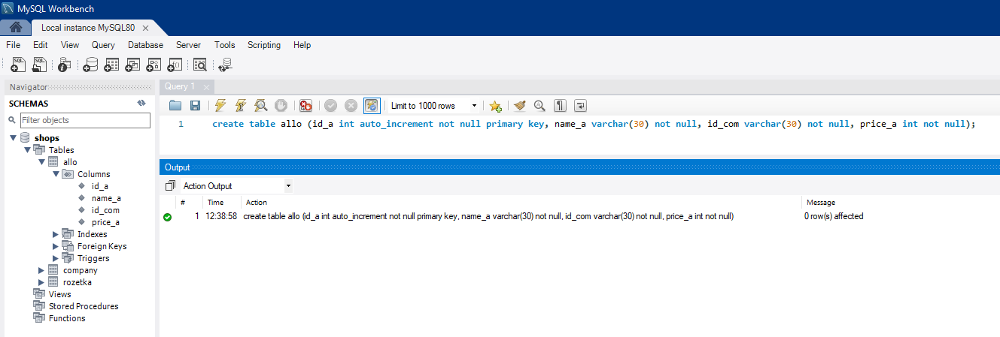 MySQL Workbench
Local instance MySQL80
File Edit View Query Database Server Tools Scripting Help
Navigator
SCHEMAS
Filter objects
shops
Tables
allo
Columns
id_a
name_a
id_com
price_a
Indexes
Foreign Keys
Triggers
company
rozetka
Views
Stored Procedures
Functions
Query 1
Limit to 1000 rows
1 create table allo (id_a int auto_increment not null primary key, name_a varchar(30) not null, id_com varchar(30) not null, price_a int not null);
Output
Action Output
# Time Action Message
1 12:38:58 create table allo (id_a int auto_increment not null primary key, name_a varchar(30) not null, id_com varchar(30) not null, price_a int not null) 0 row(s) affected